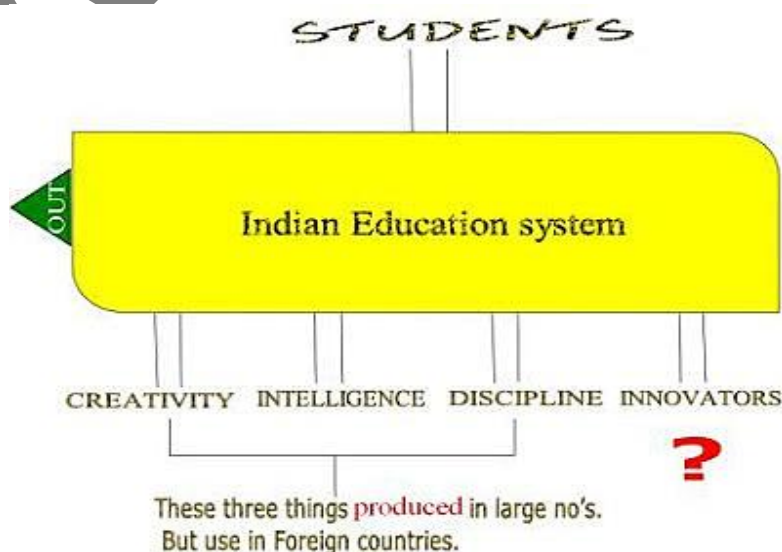 STUDENTS
OUT
Indian Education system
CREATIVITY INTELLIGENCE DISCIPLINE INNOVATORS
?
These three things produced in large no's.
But use in Foreign countries.